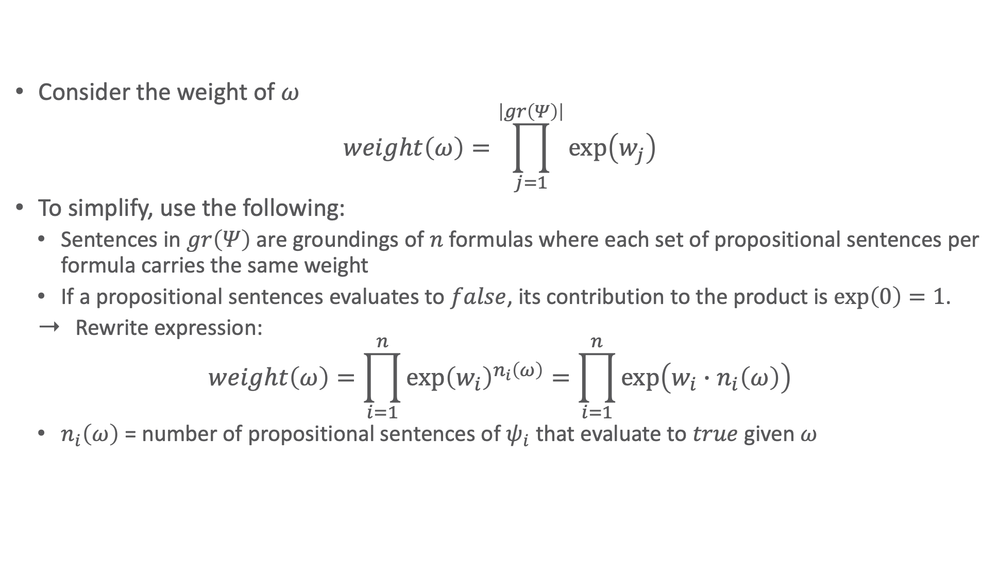 • Consider the weight of ω
weight(ω) = ∏_{j=1}^{|gr(Ψ)|} exp(w_j)
• To simplify, use the following:
• Sentences in gr(Ψ) are groundings of n formulas where each set of propositional sentences per
formula carries the same weight
• If a propositional sentences evaluates to false, its contribution to the product is exp(0) = 1.
→ Rewrite expression:
weight(ω) = ∏_{i=1}^{n} exp(w_i)^{n_i(ω)} = ∏_{i=1}^{n} exp(w_i · n_i(ω))
• n_i(ω) = number of propositional sentences of ψ_i that evaluate to true given ω